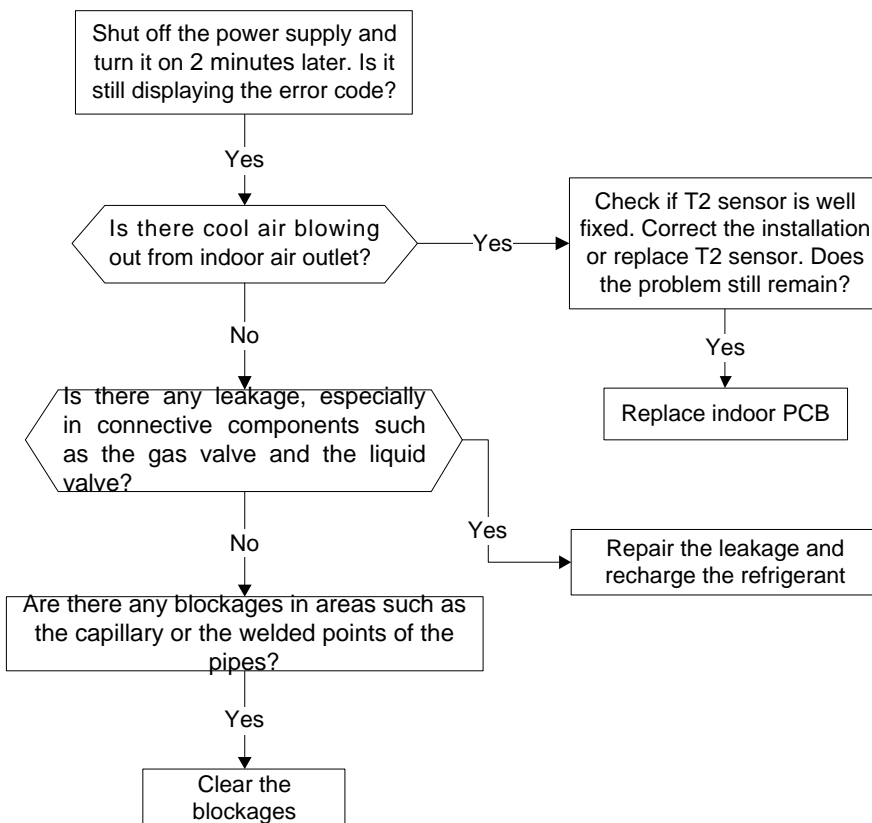 Shut off the power supply and
turn it on 2 minutes later. Is it
still displaying the error code?
Yes
Is there cool air blowing
out from indoor air outlet?
Yes
Check if T2 sensor is well
fixed. Correct the installation
or replace T2 sensor. Does
the problem still remain?
Yes
Replace indoor PCB
No
Is there any leakage, especially
in connective components such
as the gas valve and the liquid
valve?
Yes
Repair the leakage and
recharge the refrigerant
No
Are there any blockages in areas such as
the capillary or the welded points of the
pipes?
Yes
Clear the
blockages